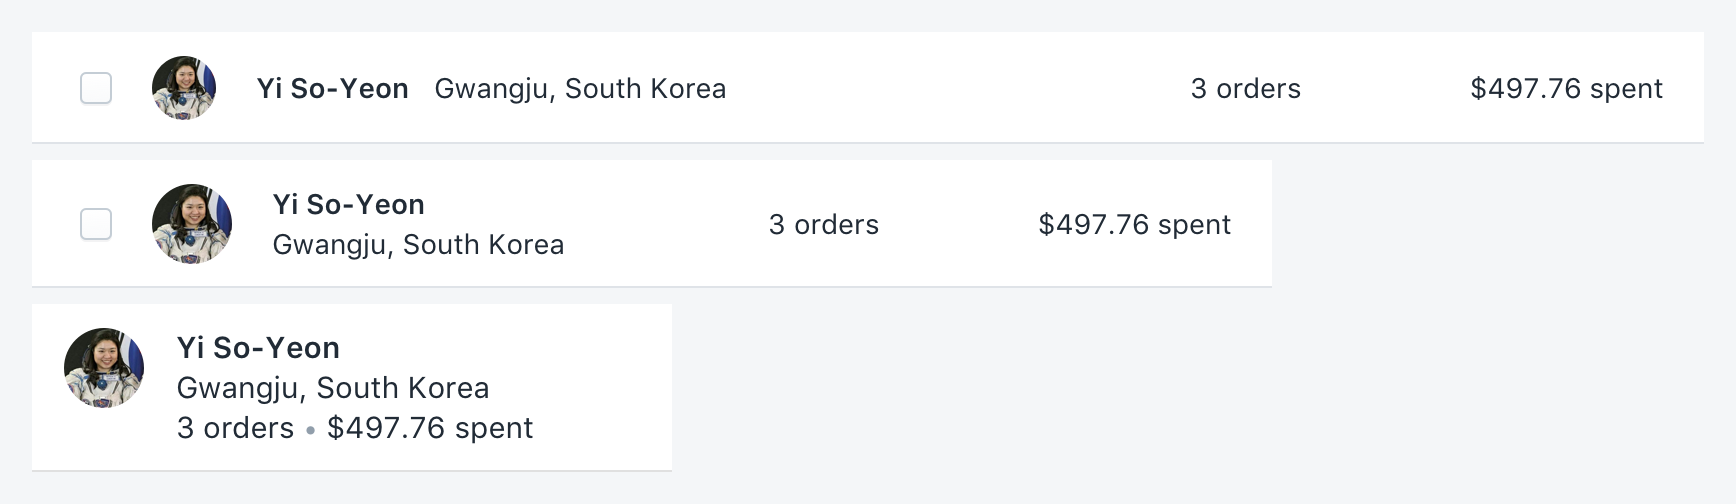 Yi So-Yeon Gwangju, South Korea 3 orders $497.76 spent
Yi So-Yeon
Gwangju, South Korea
3 orders $497.76 spent
Yi So-Yeon
Gwangju, South Korea
3 orders • $497.76 spent